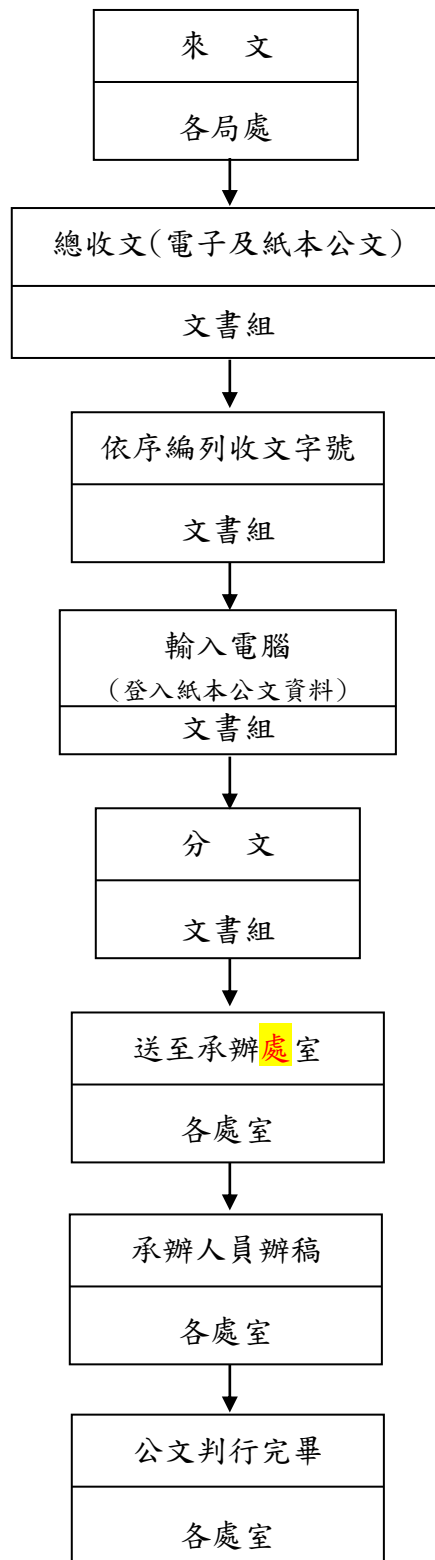 來　文
各局處
總收文(電子及紙本公文)
文書組
依序編列收文字號
文書組
輸入電腦
(登入紙本公文資料)
文書組
分　文
文書組
送至承辦處室
各處室
承辦人員辦稿
各處室
公文判行完畢
各處室